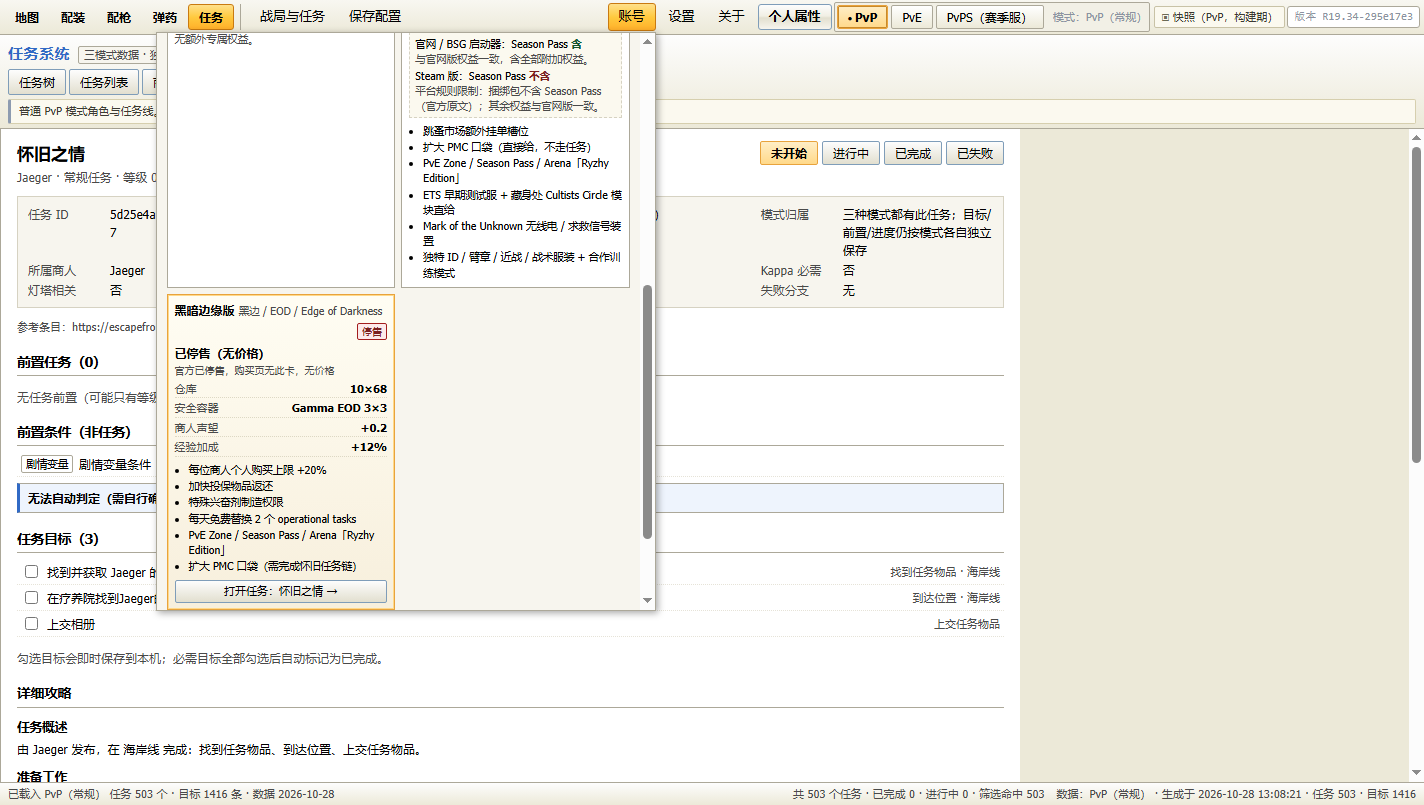 地图 配装 配枪 弹药 任务 战局与任务 保存配置 账号 设置 关于 个人属性 • PvP PvE PvPS（赛季服） 模式：PvP（常规） 快照（PvP，构建期） 版本 R19.34-295e17e3
任务系统 三模式数据 · 独
任务树 任务列表
普通 PvP 模式角色与任务线。
无额外专属权益。
官网 / BSG 启动器：Season Pass 含
与官网版权益一致，含全部附加权益。
Steam 版：Season Pass 不含
平台规则限制：捆绑包不含 Season Pass
（官方原文）；其余权益与官网版一致。
• 跳蚤市场额外挂单槽位
• 扩大 PMC 口袋（直接给，不走任务）
• PvE Zone / Season Pass / Arena「Ryzhy
Edition」
• ETS 早期测试服 + 藏身处 Cultists Circle 模
块直给
• Mark of the Unknown 无线电 / 求救信号装
置
• 独特 ID / 臂章 / 近战 / 战术服装 + 合作训
练模式
黑暗边缘版 黑边 / EOD / Edge of Darkness
停售
已停售（无价格）
官方已停售，购买页无此卡，无价格
仓库 10×68
安全容器 Gamma EOD 3×3
商人声望 +0.2
经验加成 +12%
• 每位商人个人购买上限 +20%
• 加快投保物品返还
• 特殊兴奋剂制造权限
• 每天免费替换 2 个 operational tasks
• PvE Zone / Season Pass / Arena「Ryzhy
Edition」
• 扩大 PMC 口袋（需完成怀旧任务链）
打开任务：怀旧之情 →
怀旧之情
Jaeger · 常规任务 · 等级 0
未开始 进行中 已完成 已失败
任务 ID 5d25e4a
7
模式归属 三种模式都有此任务；目标/
前置/进度仍按模式各自独立
保存
所属商人 Jaeger
Kappa 必需 否
灯塔相关 否
失败分支 无
参考条目：https://escapefro
前置任务（0）
无任务前置（可能只有等级
前置条件（非任务）
剧情变量 剧情变量条件
无法自动判定（需自行确
任务目标（3）
找到并获取 Jaeger 的 找到任务物品 · 海岸线
在疗养院找到Jaeger的 到达位置 · 海岸线
上交相册 上交任务物品
勾选目标会即时保存到本机；必需目标全部勾选后自动标记为已完成。
详细攻略
任务概述
由 Jaeger 发布，在 海岸线 完成：找到任务物品、到达位置、上交任务物品。
准备工作
已载入 PvP（常规） 任务 503 个 · 目标 1416 条 · 数据 2026-10-28 共 503 个任务 · 已完成 0 · 进行中 0 · 筛选命中 503 数据：PvP（常规） · 生成于 2026-10-28 13:08:21 · 任务 503 · 目标 1416